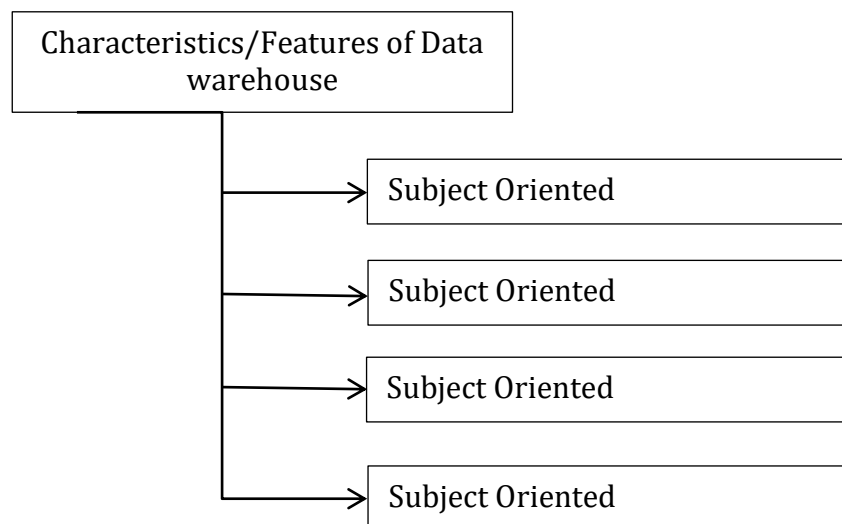 Characteristics/Features of Data
warehouse
Subject Oriented
Subject Oriented
Subject Oriented
Subject Oriented